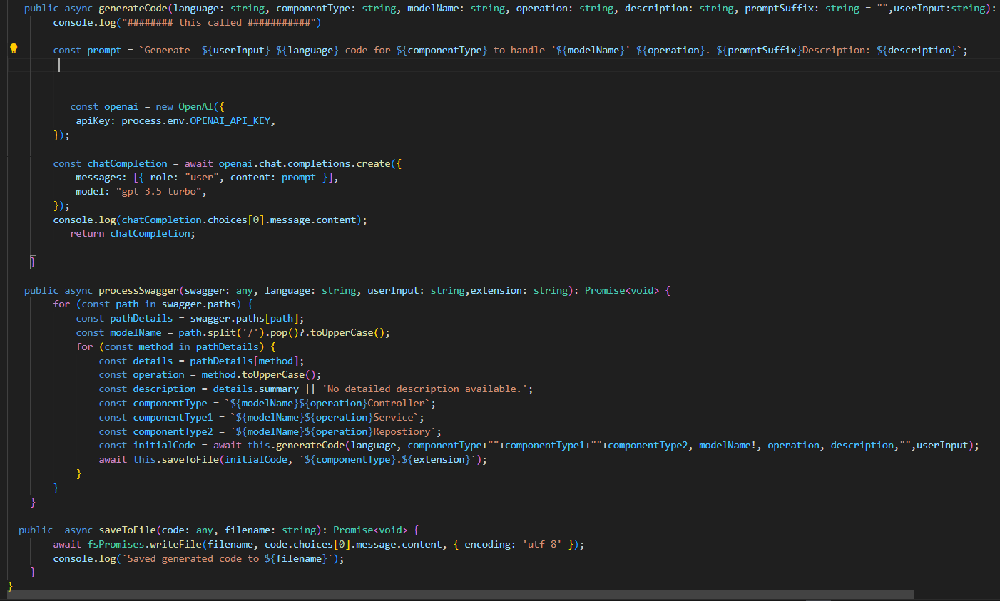 public async generateCode(language: string, componentType: string, modelName: string, operation: string, description: string, promptSuffix: string = "",userInput:string):
console.log("######## this called ###########")
const prompt = `Generate  ${userInput} ${language} code for ${componentType} to handle '${modelName}' ${operation}. ${promptSuffix}Description: ${description}`;
const openai = new OpenAI({
apiKey: process.env.OPENAI_API_KEY,
});
const chatCompletion = await openai.chat.completions.create({
messages: [{ role: "user", content: prompt }],
model: "gpt-3.5-turbo",
});
console.log(chatCompletion.choices[0].message.content);
return chatCompletion;
}
public async processSwagger(swagger: any, language: string, userInput: string,extension: string): Promise<void> {
for (const path in swagger.paths) {
const pathDetails = swagger.paths[path];
const modelName = path.split('/').pop()?.toUpperCase();
for (const method in pathDetails) {
const details = pathDetails[method];
const operation = method.toUpperCase();
const description = details.summary || 'No detailed description available.';
const componentType = `${modelName}${operation}Controller`;
const componentType1 = `${modelName}${operation}Service`;
const componentType2 = `${modelName}${operation}Repostiory`;
const initialCode = await this.generateCode(language, componentType+""+componentType1+""+componentType2, modelName!, operation, description,"",userInput);
await this.saveToFile(initialCode, `${componentType}.${extension}`);
}
}
}
public  async saveToFile(code: any, filename: string): Promise<void> {
await fsPromises.writeFile(filename, code.choices[0].message.content, { encoding: 'utf-8' });
console.log(`Saved generated code to ${filename}`);
}
}